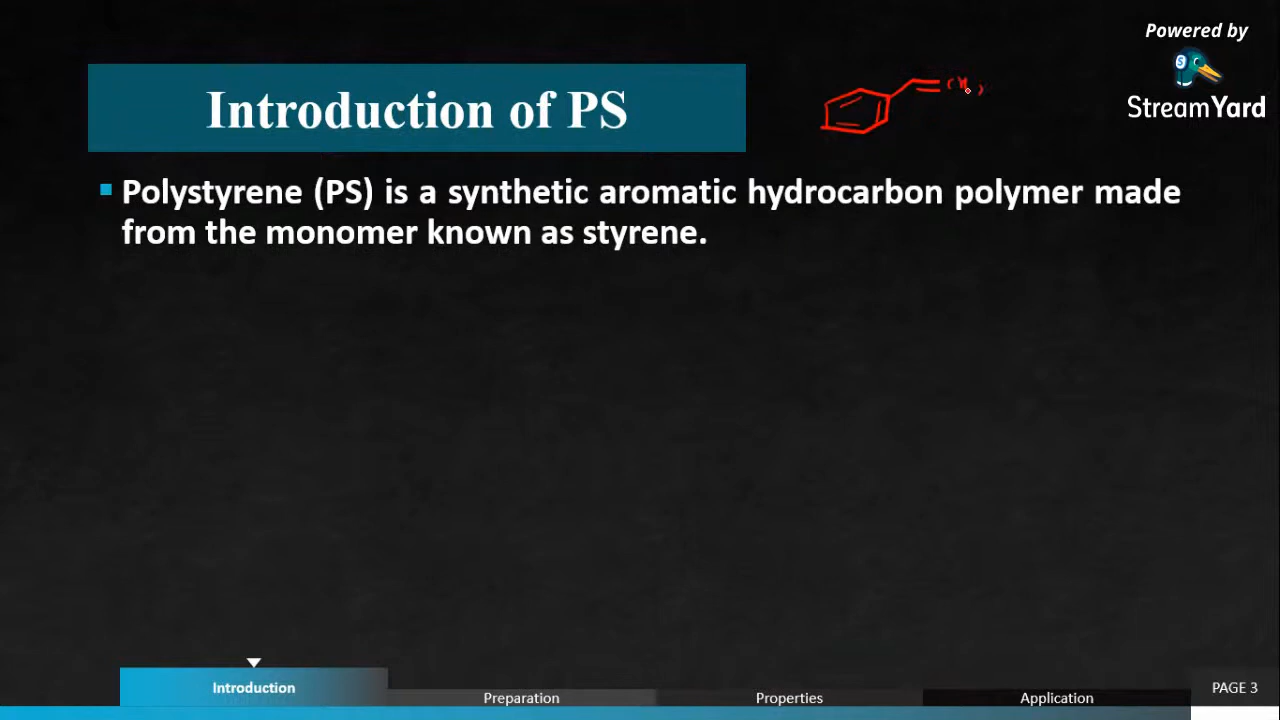 Powered by
StreamYard
Introduction of PS
Polystyrene (PS) is a synthetic aromatic hydrocarbon polymer made
from the monomer known as styrene.
Introduction
Preparation
Properties
Application
PAGE 3